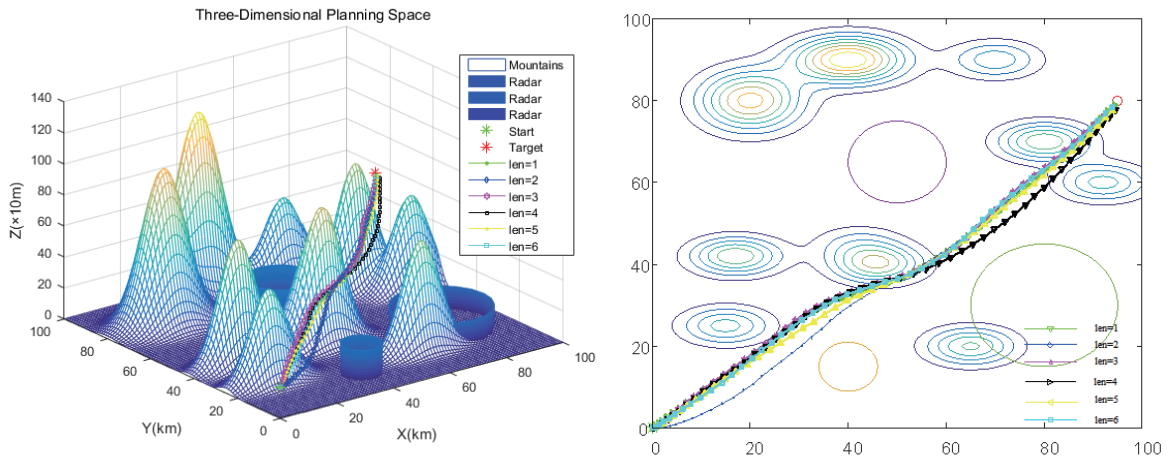 Three-Dimensional Planning Space
Z(×10m)
140
120
100
80
60
40
20
0
100
80
60
40
20
0
Y(km)
0
20
40
60
80
100
X(km)
Mountains
Radar
Radar
Radar
Start
Target
len=1
len=2
len=3
len=4
len=5
len=6
100
80
60
40
20
0
0
20
40
60
80
100
len=1
len=2
len=3
len=4
len=5
len=6